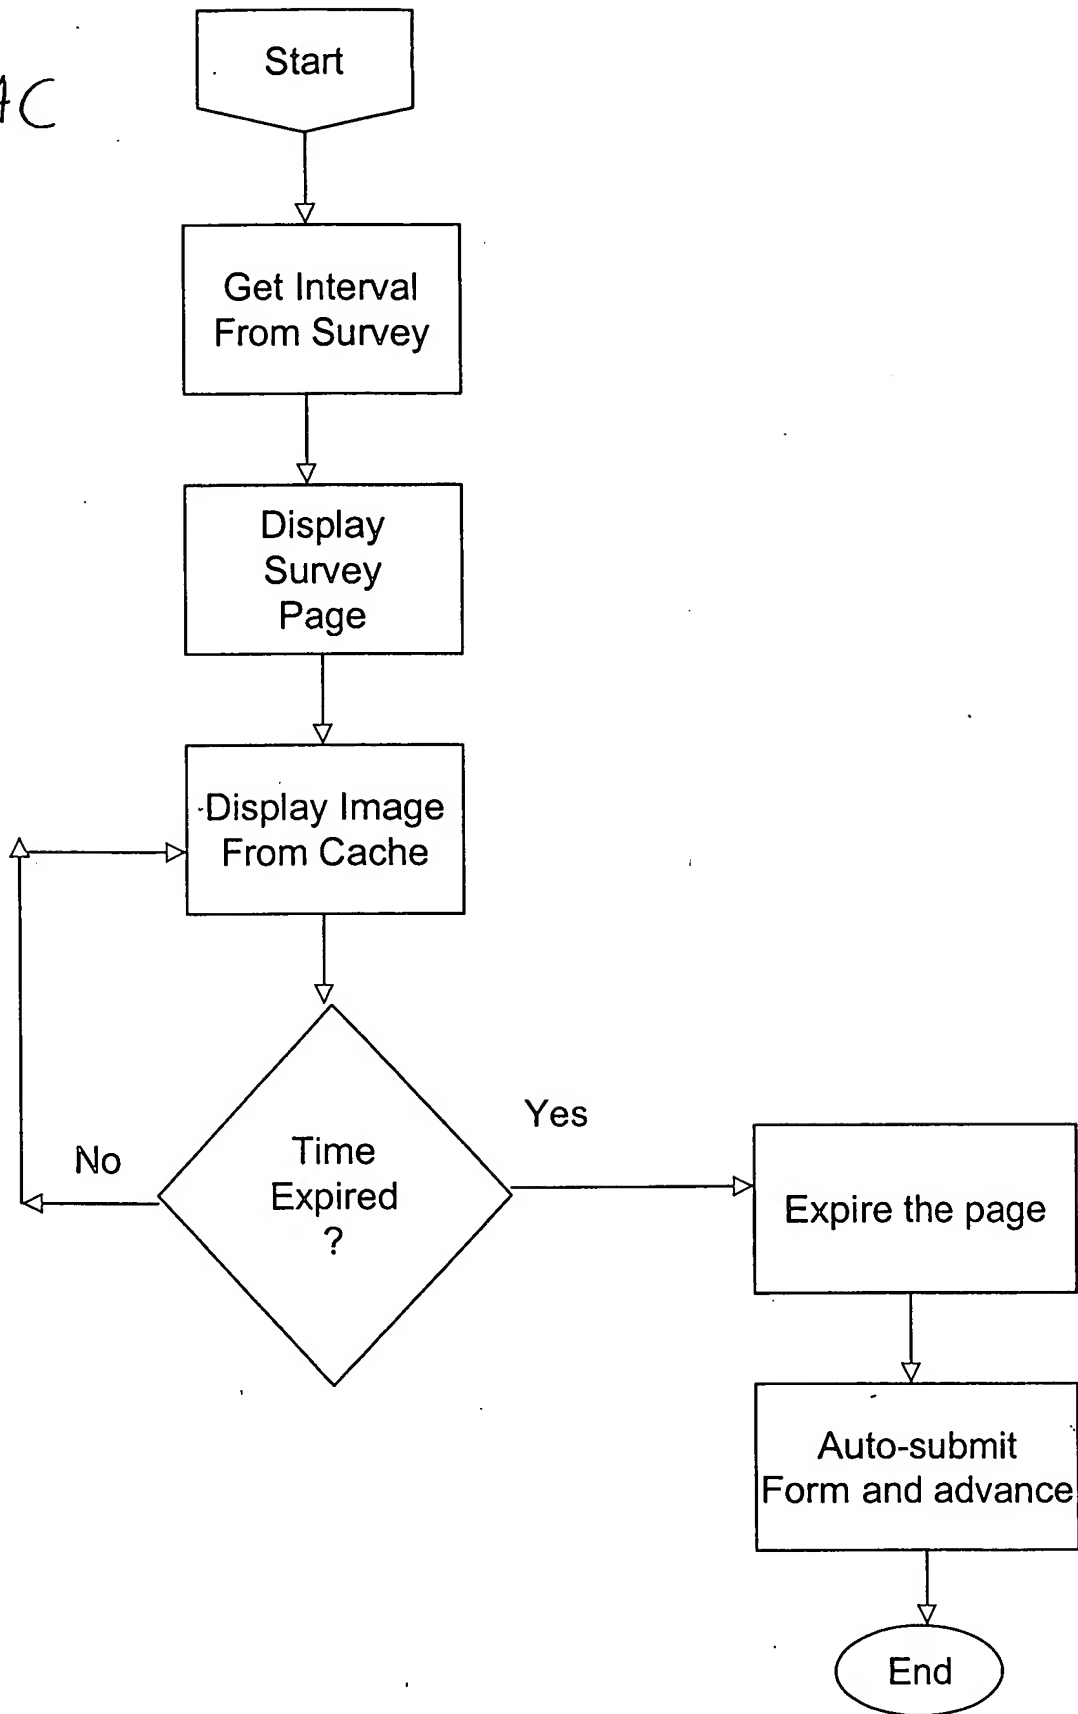 Start
Get Interval
From Survey
Display
Survey
Page
Display Image
From Cache
Time
Expired
?
No
Yes
Expire the page
Auto-submit
Form and advance
End